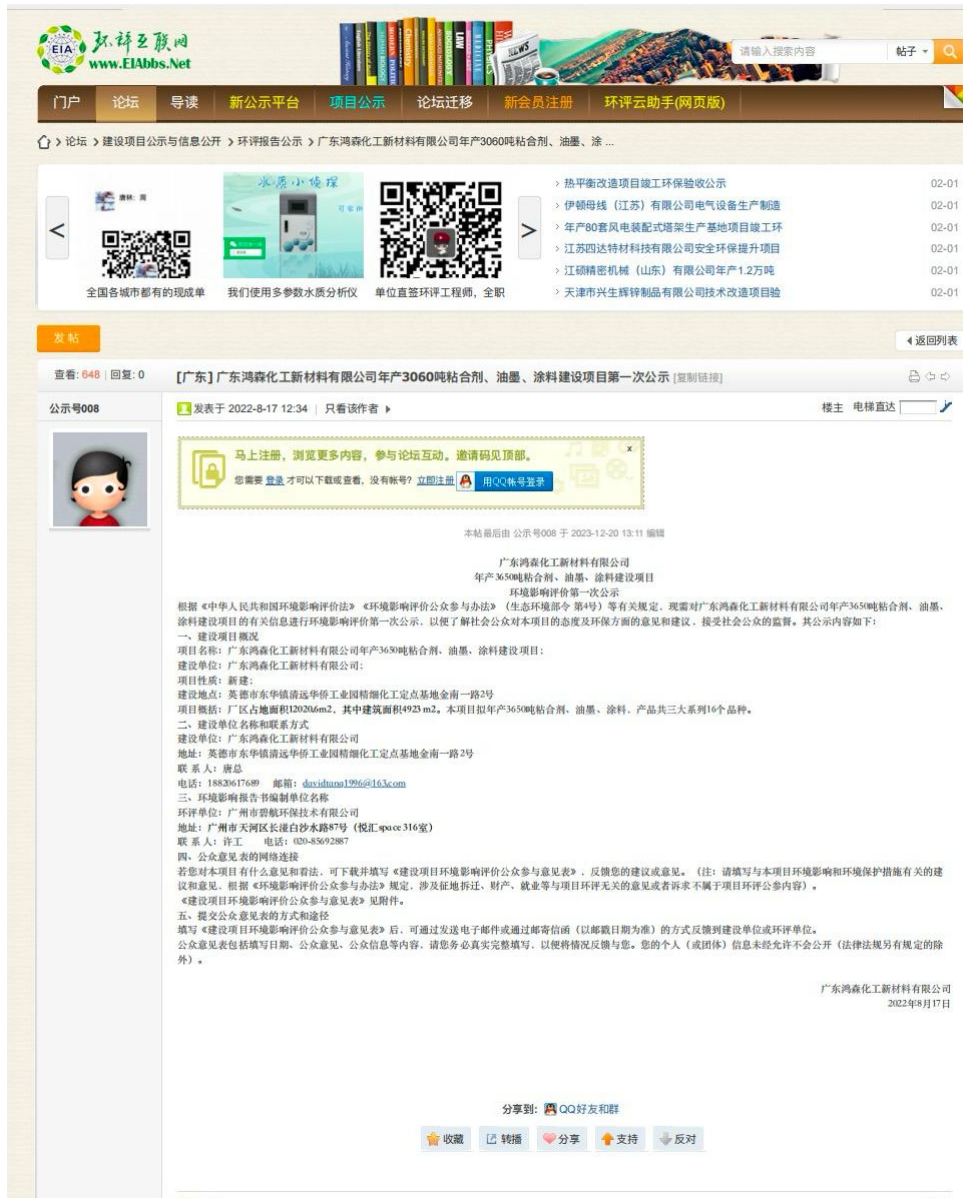 EIA 环评互联网
www.EIAbbs.Net
请输入搜索内容 帖子
门户 论坛 导读 新公示平台 项目公示 论坛迁移 新会员注册 环评云助手(网页版)
> 论坛 > 建设项目公示与信息公开 > 环评报告公示 > 广东鸿森化工新材料有限公司年产3060吨粘合剂、油墨、涂 ...
水质小侦探
< >
全国各城市都有的现成单 我们使用多参数水质分析仪 单位直签环评工程师，全职
> 热平衡改造项目竣工环保验收公示 02-01
> 伊顿母线（江苏）有限公司电气设备生产制造 02-01
> 年产80套风电装配式塔架生产基地项目竣工环 02-01
> 江苏四达特材科技有限公司安全环保提升项目 02-01
> 江硕精密机械（山东）有限公司年产1.2万吨 02-01
> 天津市兴生辉锌制品有限公司技术改造项目验 02-01
发帖
返回列表
查看: 648 | 回复: 0
[广东] 广东鸿森化工新材料有限公司年产3060吨粘合剂、油墨、涂料建设项目第一次公示 [复制链接]
公示号008
发表于 2022-8-17 12:34 | 只看该作者
楼主 电梯直达
马上注册，浏览更多内容，参与论坛互动。邀请码见顶部。
x
您需要 登录 才可以下载或查看，没有帐号？立即注册 用QQ帐号登录
本帖最后由 公示号008 于 2023-12-20 13:11 编辑
广东鸿森化工新材料有限公司
年产3650吨粘合剂、油墨、涂料建设项目
环境影响评价第一次公示
根据《中华人民共和国环境影响评价法》《环境影响评价公众参与办法》（生态环境部令 第4号）等有关规定，现需对广东鸿森化工新材料有限公司年产3650吨粘合剂、油墨、
涂料建设项目的有关信息进行环境影响评价第一次公示，以便了解社会公众对本项目的态度及环保方面的意见和建议，接受社会公众的监督。其公示内容如下：
一、建设项目概况
项目名称：广东鸿森化工新材料有限公司年产3650吨粘合剂、油墨、涂料建设项目；
建设单位：广东鸿森化工新材料有限公司；
项目性质：新建；
建设地点：英德市东华镇清远华侨工业园精细化工定点基地金南一路2号
项目概括：厂区占地面积12020.6m2，其中建筑面积4923 m2。本项目拟年产3650吨粘合剂、油墨、涂料，产品共三大系列16个品种。
二、建设单位名称和联系方式
建设单位：广东鸿森化工新材料有限公司
地址：英德市东华镇清远华侨工业园精细化工定点基地金南一路2号
联 系 人：唐总
电话：18820617689 邮箱：davidtang1996@163.com
三、环境影响报告书编制单位名称
环评单位：广州市碧航环保技术有限公司
地址：广州市天河区长湴白沙水路87号（悦汇space 316室）
联 系 人：许工 电话：020-85692887
四、公众意见表的网络连接
若您对本项目有什么意见和看法，可下载并填写《建设项目环境影响评价公众参与意见表》，反馈您的建议或意见。（注：请填写与本项目环境影响和环境保护措施有关的建
议和意见，根据《环境影响评价公众参与办法》规定，涉及征地拆迁、财产、就业等与项目环评无关的意见或者诉求不属于项目环评公参内容）。
《建设项目环境影响评价公众参与意见表》见附件。
五、提交公众意见表的方式和途径
填写《建设项目环境影响评价公众参与意见表》后，可通过发送电子邮件或通过邮寄信函（以邮戳日期为准）的方式反馈到建设单位或环评单位。
公众意见表包括填写日期、公众意见、公众信息等内容，请您务必真实完整填写，以便将情况反馈与您。您的个人（或团体）信息未经允许不会公开（法律法规另有规定的除
外）。
广东鸿森化工新材料有限公司
2022年8月17日
分享到: QQ好友和群
收藏 转播 分享 支持 反对